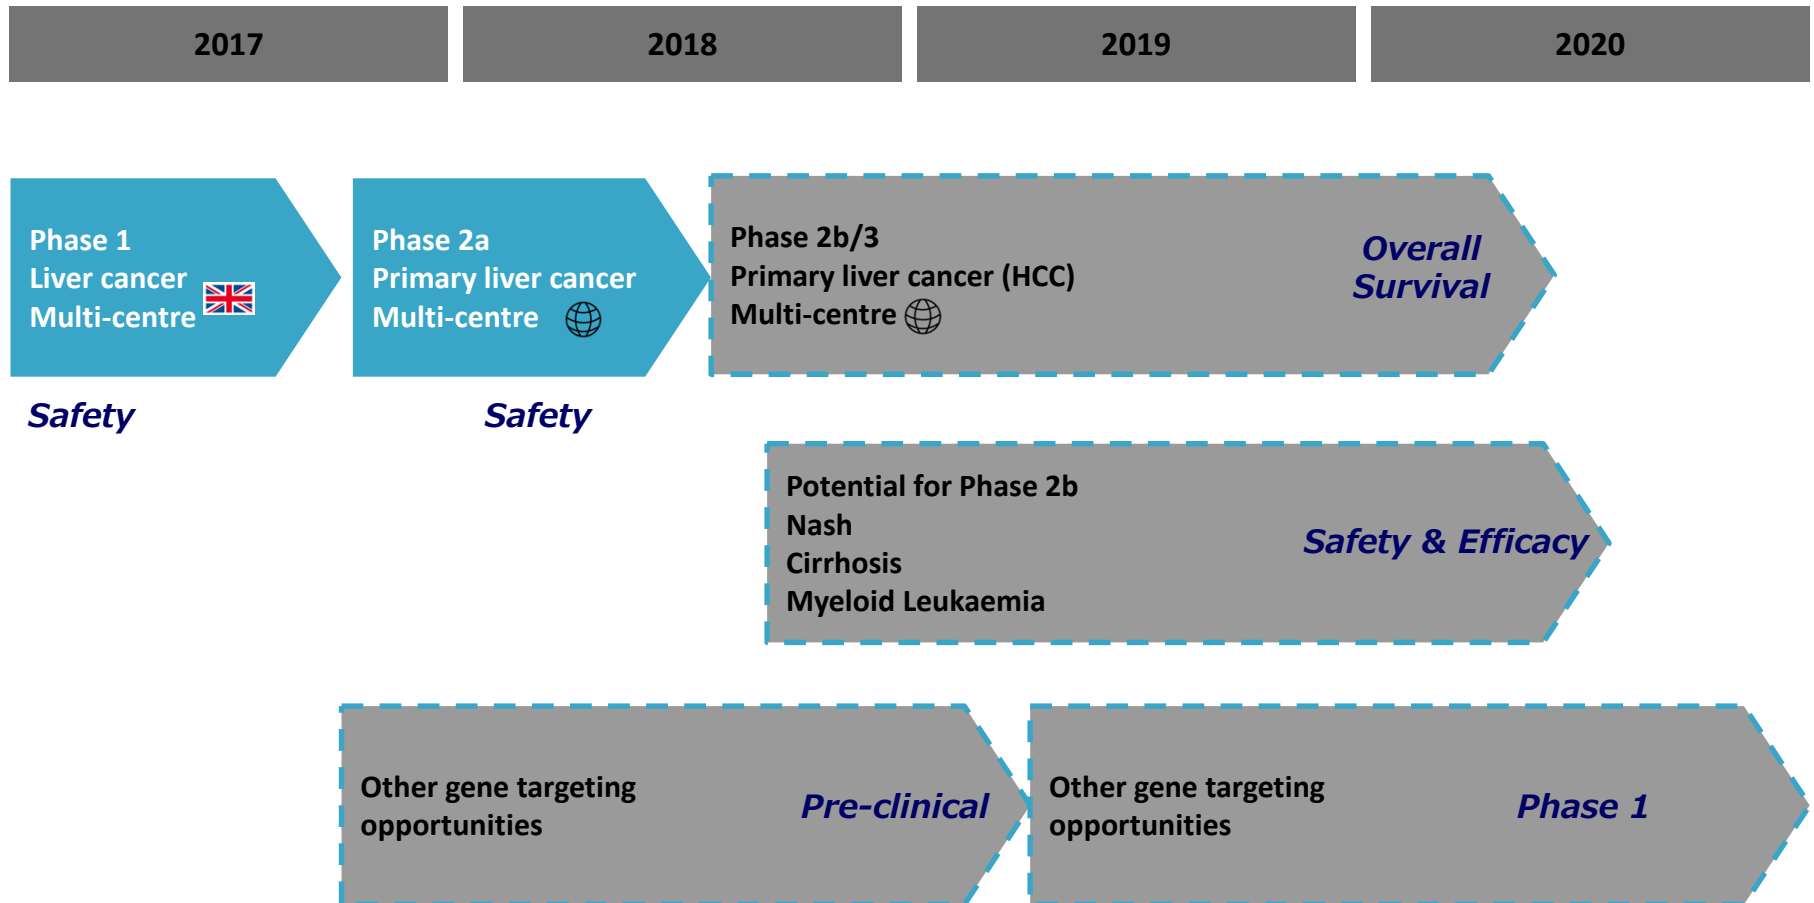 2017
2018
2019
2020
Phase 1
Liver cancer
Multi-centre
Safety
Phase 2a
Primary liver cancer
Multi-centre
Safety
Phase 2b/3
Primary liver cancer (HCC)
Multi-centre
Overall
Survival
Potential for Phase 2b
Nash
Cirrhosis
Myeloid Leukaemia
Safety & Efficacy
Other gene targeting
opportunities
Pre-clinical
Other gene targeting
opportunities
Phase 1